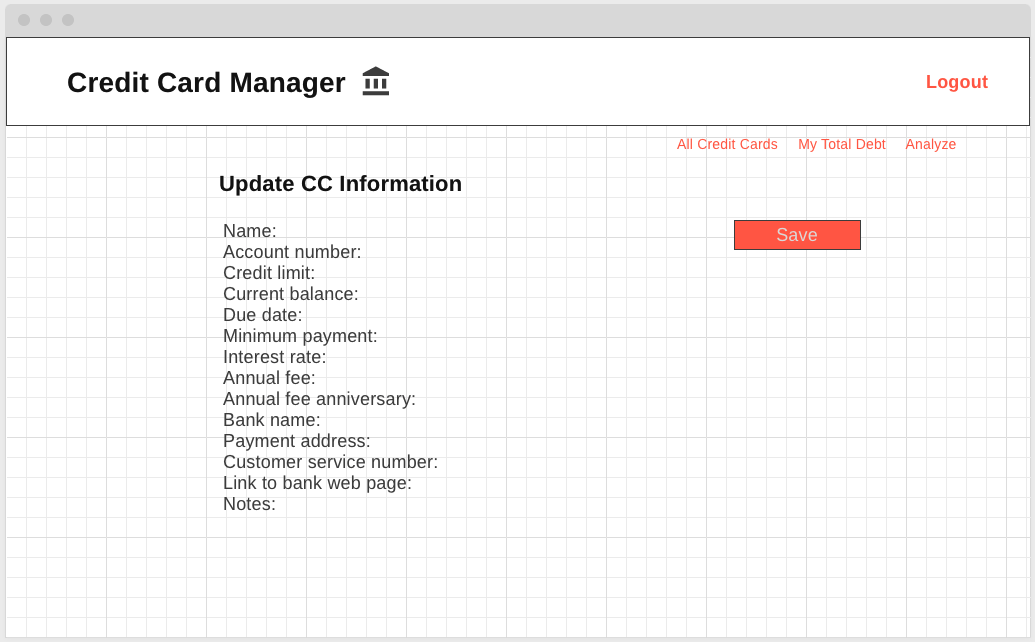 Credit Card Manager
Logout
All Credit Cards My Total Debt Analyze
Update CC Information
Name:
Save
Account number:
Credit limit:
Current balance:
Due date:
Minimum payment:
Interest rate:
Annual fee:
Annual fee anniversary:
Bank name:
Payment address:
Customer service number:
Link to bank web page:
Notes: